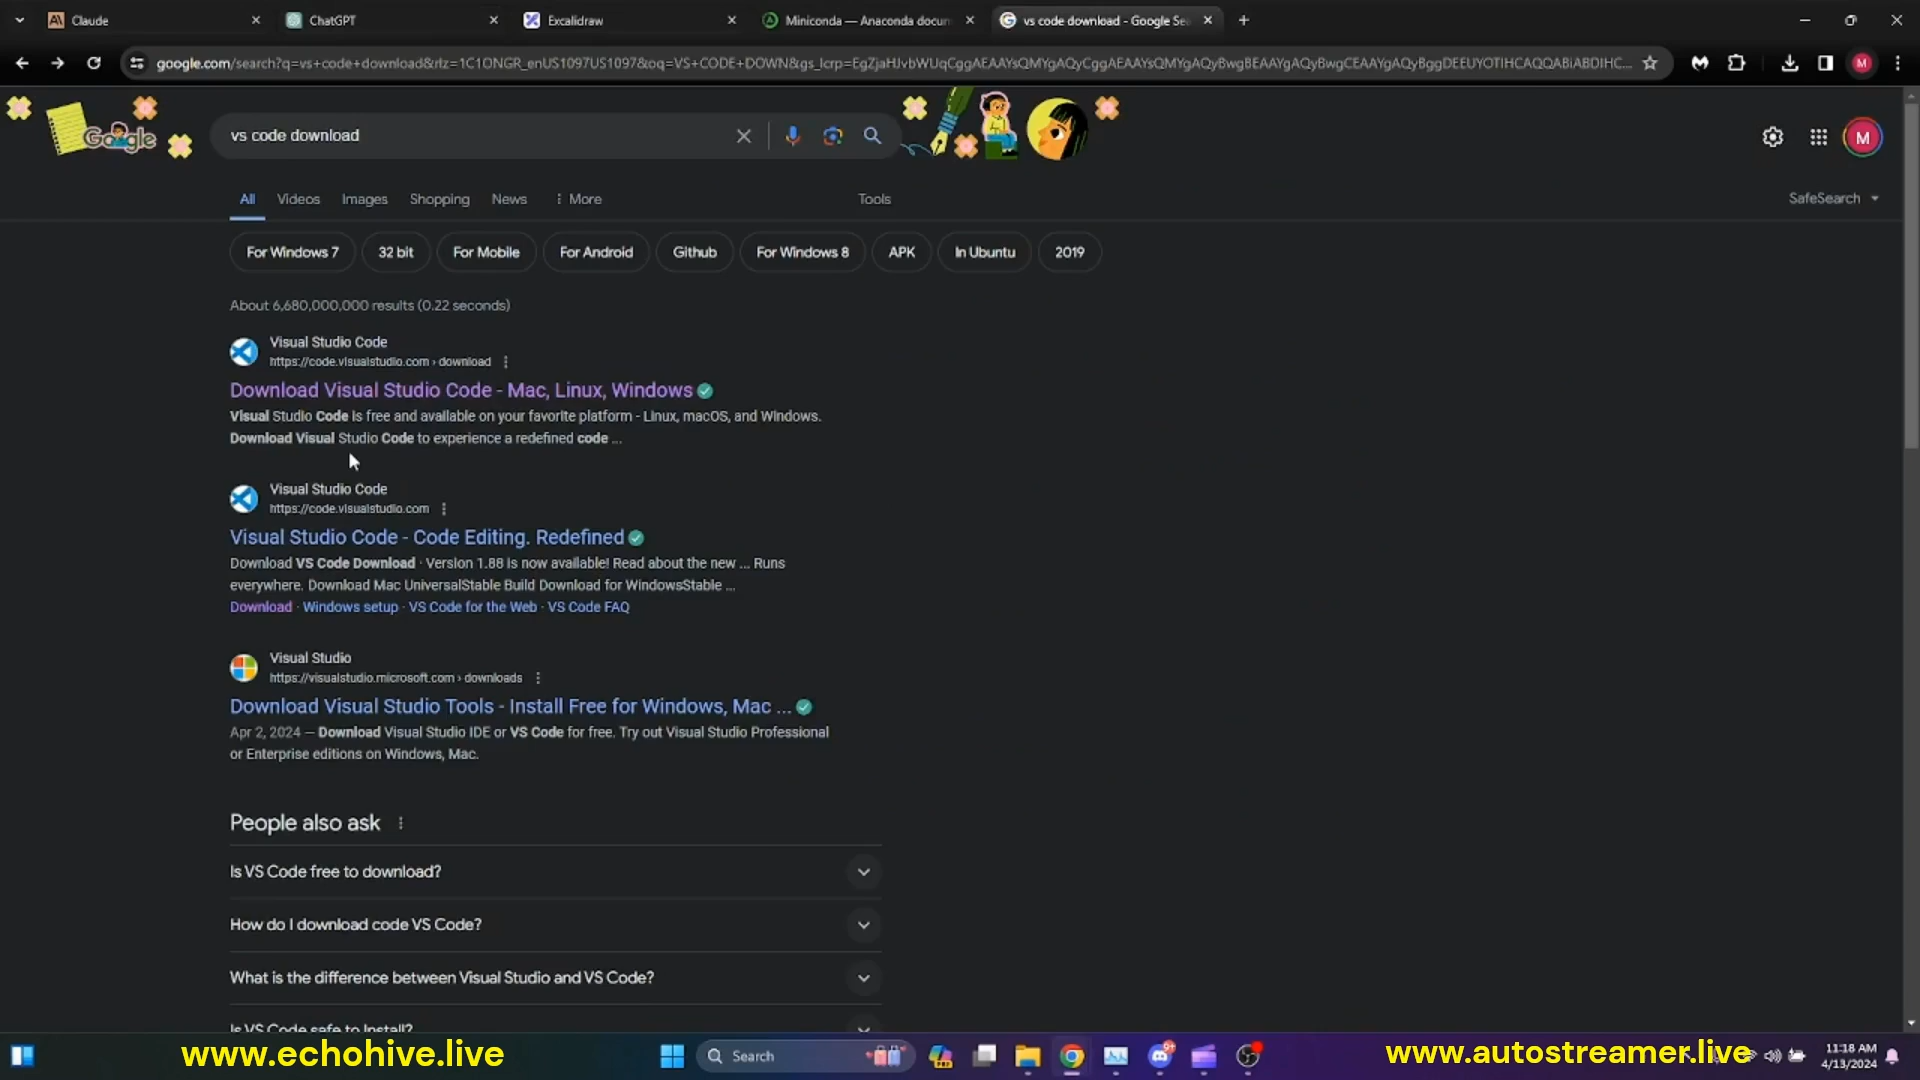 Claude
ChatGPT
Excalidraw
Miniconda — Anaconda docun
vs code download - Google Se
google.com/search?q=vs+code+download&rlz=1C1ONGR_enUS1097US1097&oq=VS+CODE+DOWN&gs_lcrp=
M
Google
vs code download
M
All
Videos
Images
Shopping
News
More
Tools
SafeSearch
For Windows 7
32 bit
For Mobile
For Android
Github
For Windows 8
APK
In Ubuntu
2019
About 6,680,000,000 results (0.22 seconds)
Visual Studio Code
https://code.visualstudio.com › download
Download Visual Studio Code - Mac, Linux, Windows
Visual Studio Code is free and available on your favorite platform - Linux, macOS, and Windows.
Download Visual Studio Code to experience a redefined code ...
Visual Studio Code
https://code.visualstudio.com
Visual Studio Code - Code Editing. Redefined
Download VS Code Download · Version 1.88 is now available! Read about the new ... Runs
everywhere. Download Mac UniversalStable Build Download for WindowsStable ...
Download · Windows setup · VS Code for the Web · VS Code FAQ
Visual Studio
https://visualstudio.microsoft.com › downloads
Download Visual Studio Tools - Install Free for Windows, Mac ...
Apr 2, 2024 — Download Visual Studio IDE or VS Code for free. Try out Visual Studio Professional
or Enterprise editions on Windows, Mac.
People also ask
Is VS Code free to download?
How do I download code VS Code?
What is the difference between Visual Studio and VS Code?
Is VS Code safe to install?
www.echohive.live
Search
9+
www.autostreamer.live
11:18 AM
4/13/2024